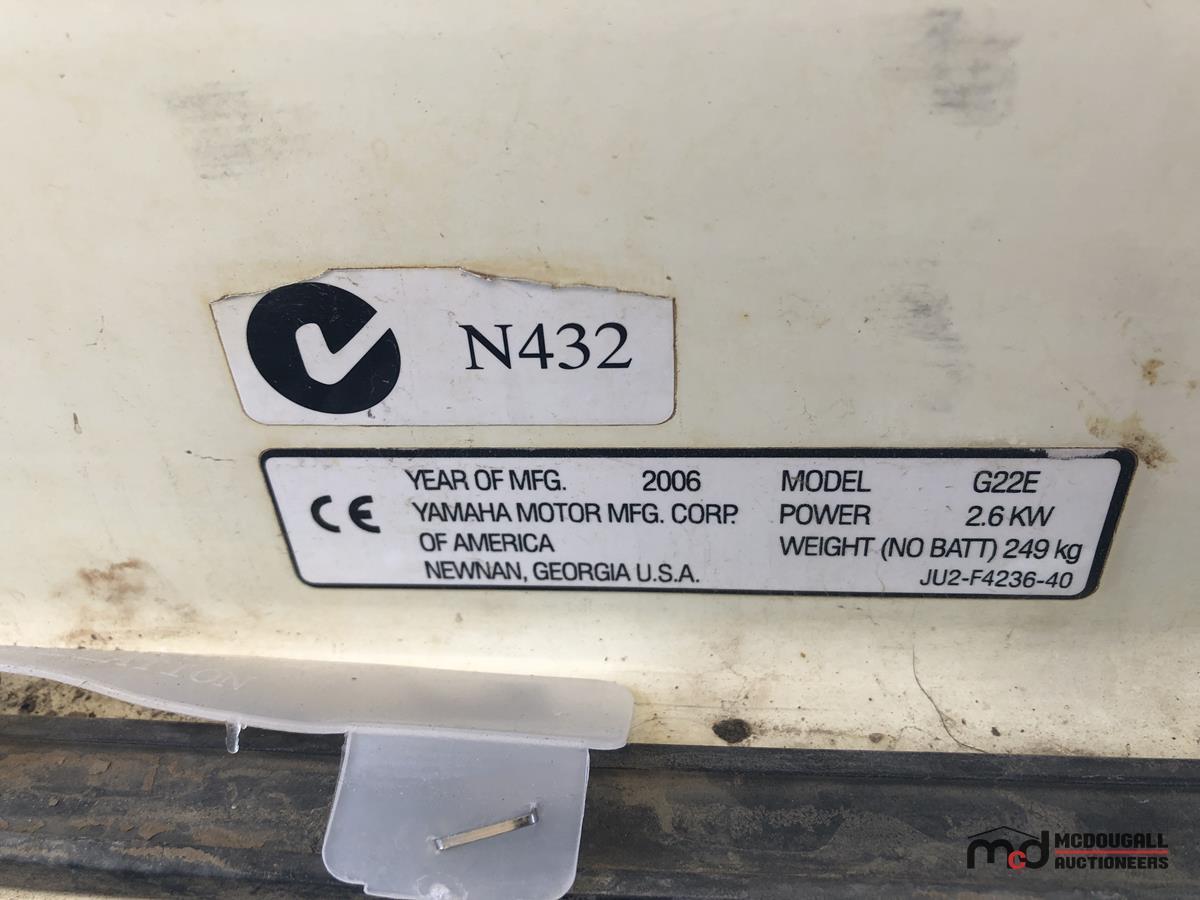 N432
CE
YEAR OF MFG. 2006 MODEL G22E
YAMAHA MOTOR MFG. CORP. POWER 2.6 KW
OF AMERICA WEIGHT (NO BATT) 249 kg
NEWNAN, GEORGIA U.S.A. JU2-F4236-40
mcd MCDOUGALL
AUCTIONEERS